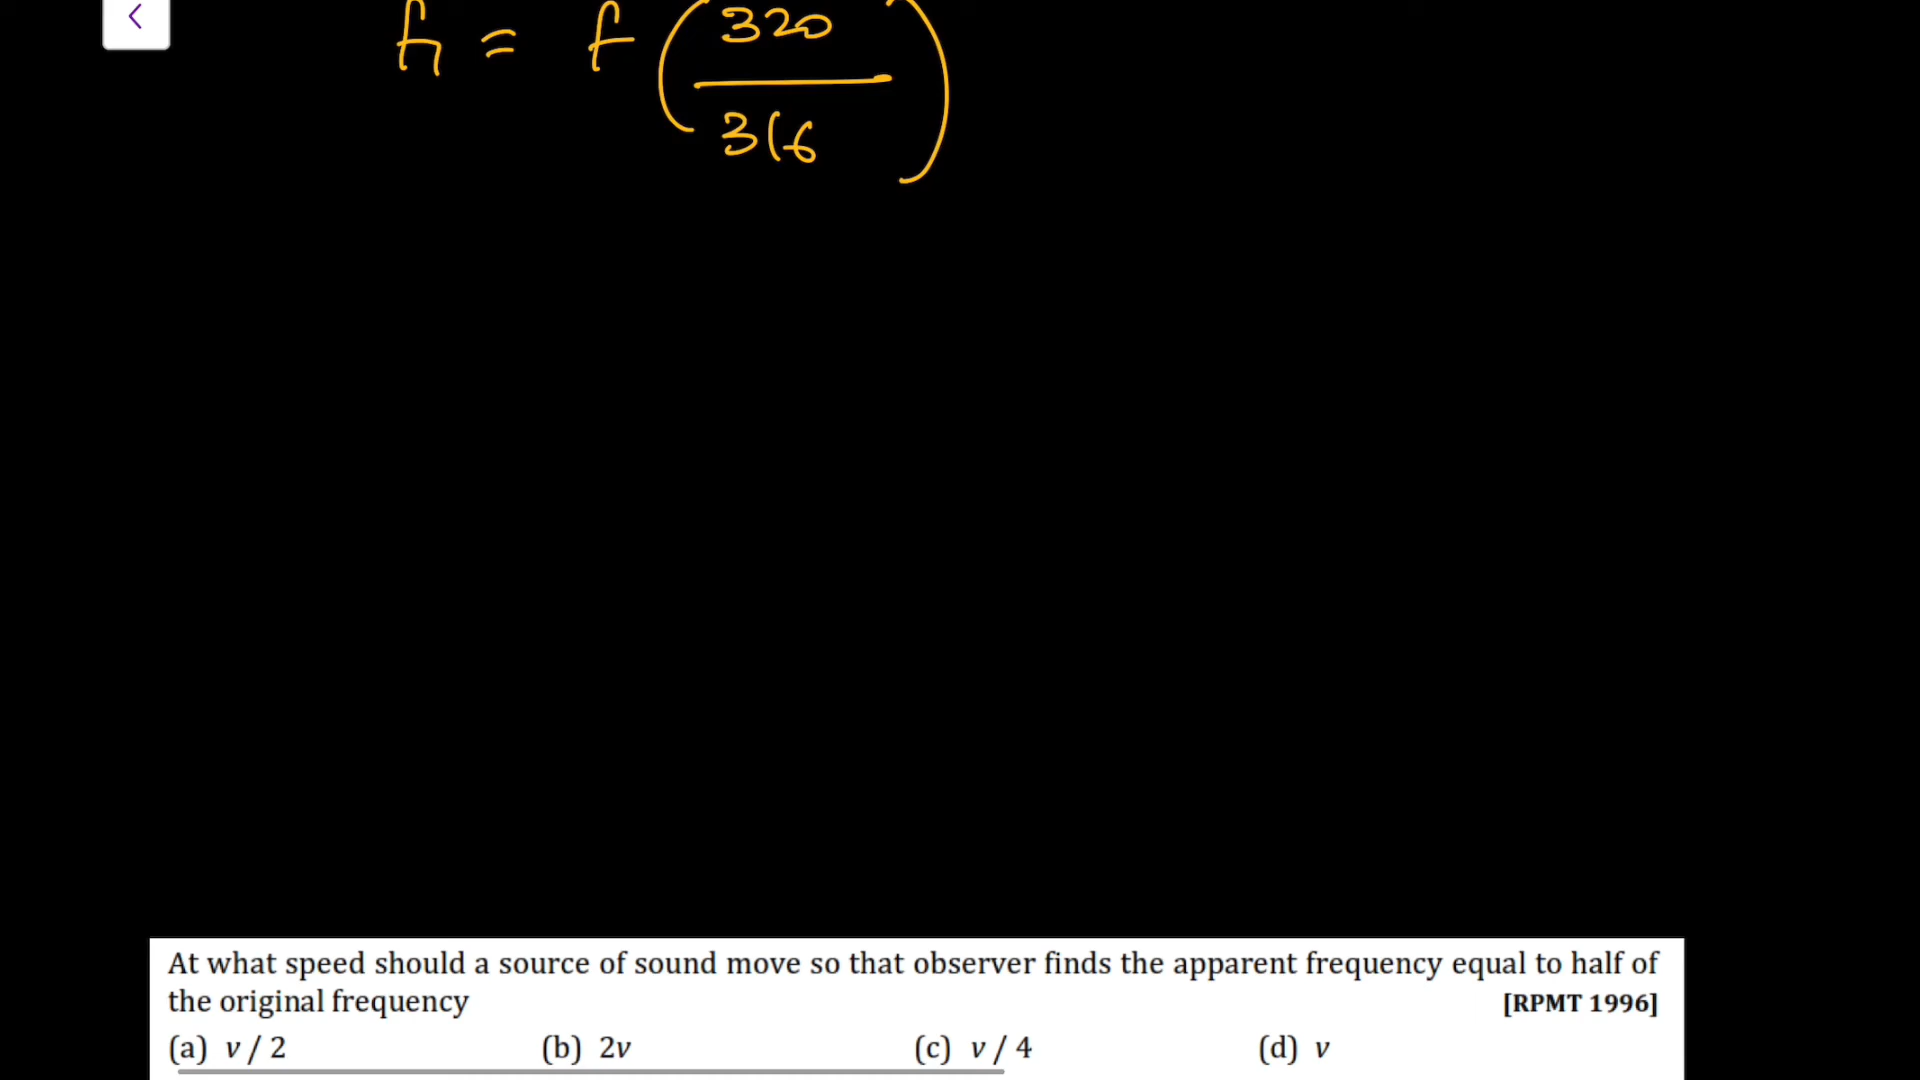 f₁ = f ( 320
316 )
At what speed should a source of sound move so that observer finds the apparent frequency equal to half of
the original frequency [RPMT 1996]
(a) v / 2 (b) 2v (c) v / 4 (d) v